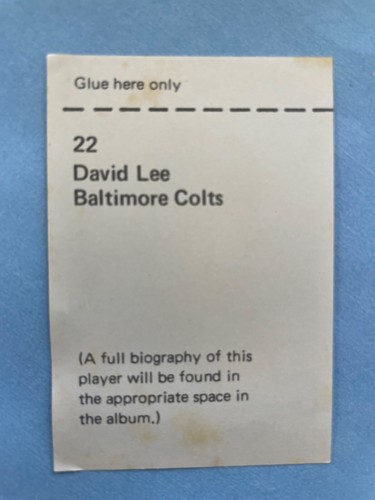 Glue here only
22
David Lee
Baltimore Colts
(A full biography of this
player will be found in
the appropriate space in
the album.)